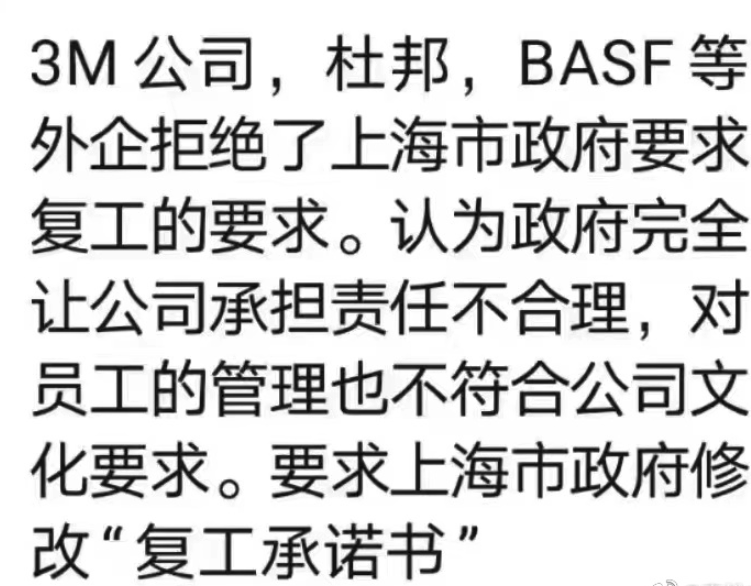 3M 公司，杜邦，BASF 等
外企拒绝了上海市政府要求
复工的要求。认为政府完全
让公司承担责任不合理，对
员工的管理也不符合公司文
化要求。要求上海市政府修
改“复工承诺书”